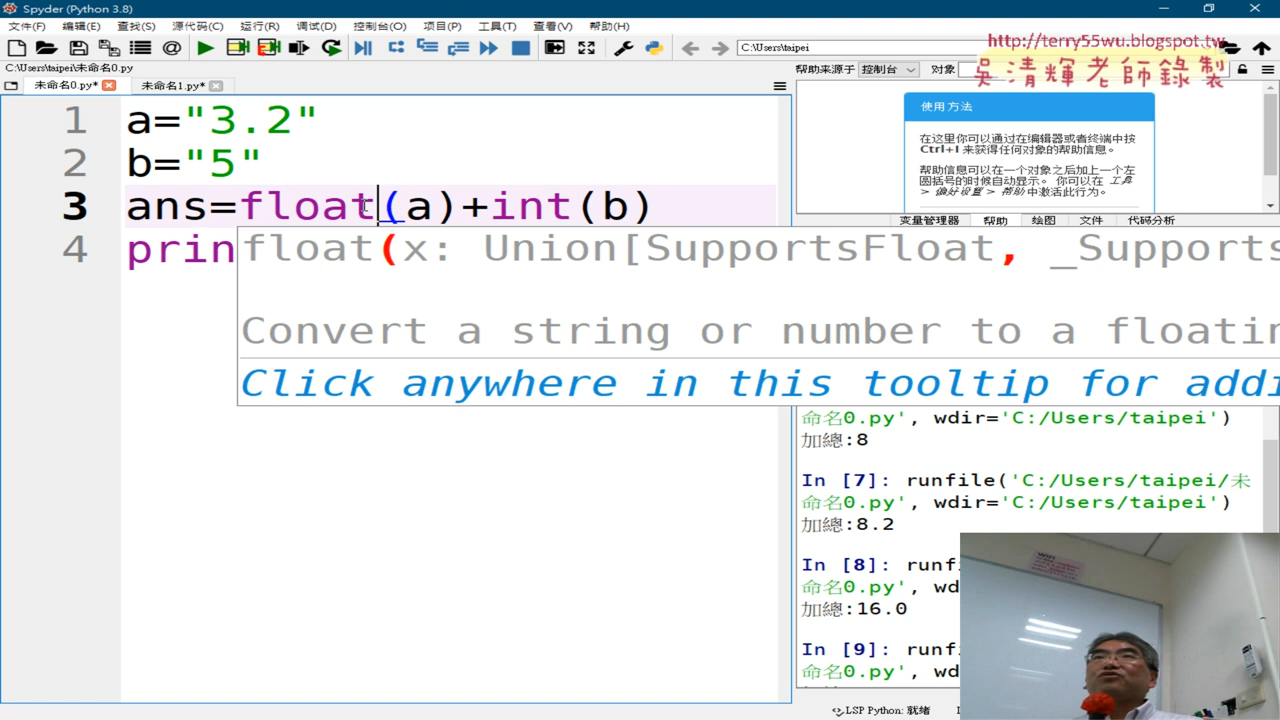 Spyder (Python 3.8)
文件(F) 编辑(E) 查找(S) 源代码(C) 运行(R) 调试(D) 控制台(O) 项目(P) 工具(T) 查看(V) 帮助(H)
C:\Users\taipei
http://terry55wu.blogspot.tw
吳清輝老師錄製
C:\Users\taipei\未命名0.py
未命名0.py* 未命名1.py*
帮助来源于 控制台 对象
使用方法
在这里你可以通过在编辑器或者终端中按
Ctrl+I 来获得任何对象的帮助信息。
帮助信息可以在一个对象之后加上一个左
圆括号的时候自动显示。 你可以在 工具
> 偏好设置 > 帮助 中激活此行为。
变量管理器 帮助 绘图 文件 代码分析
1 a="3.2"
2 b="5"
3 ans=float(a)+int(b)
4 prin
float(x: Union[SupportsFloat, _Supports
Convert a string or number to a floatin
Click anywhere in this tooltip for addi
命名0.py', wdir='C:/Users/taipei')
加總:8
In [7]: runfile('C:/Users/taipei/未
命名0.py', wdir='C:/Users/taipei')
加總:8.2
In [8]: runf
命名0.py', w
加總:16.0
In [9]: runf
命名0.py', w
LSP Python: 就绪